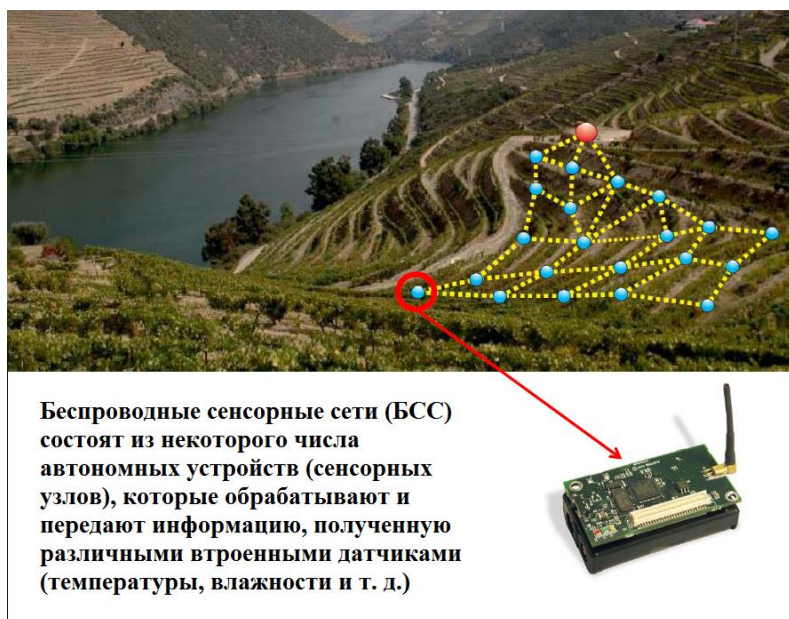 Беспроводные сенсорные сети (БСС)
состоят из некоторого числа
автономных устройств (сенсорных
узлов), которые обрабатывают и
передают информацию, полученную
различными втроенными датчиками
(температуры, влажности и т. д.)